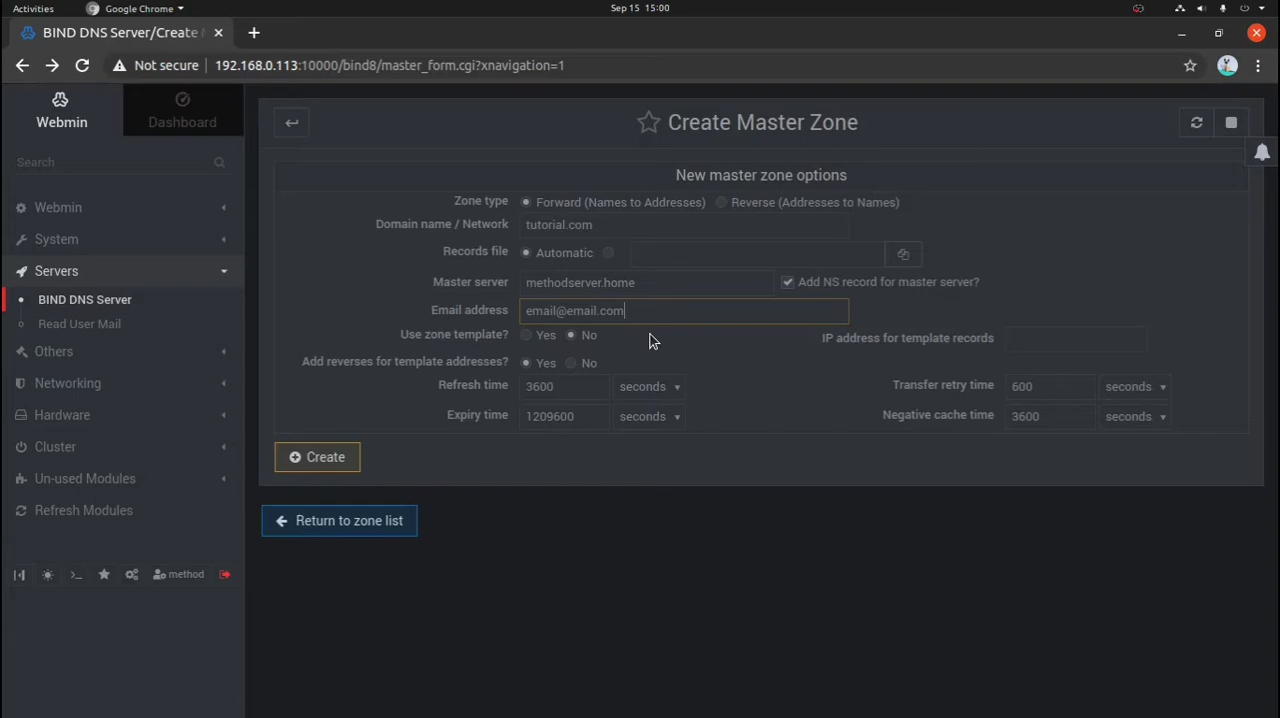 Activities Google Chrome Sep 15 15:00
BIND DNS Server/Create
Not secure 192.168.0.113:10000/bind8/master_form.cgi?xnavigation=1
Webmin
Dashboard
Search
Webmin
System
Servers
BIND DNS Server
Read User Mail
Others
Networking
Hardware
Cluster
Un-used Modules
Refresh Modules
method
Create Master Zone
New master zone options
Zone type Forward (Names to Addresses) Reverse (Addresses to Names)
Domain name / Network tutorial.com
Records file Automatic
Master server methodserver.home Add NS record for master server?
Email address email@email.com
Use zone template? Yes No IP address for template records
Add reverses for template addresses? Yes No
Refresh time 3600 seconds Transfer retry time 600 seconds
Expiry time 1209600 seconds Negative cache time 3600 seconds
Create
Return to zone list